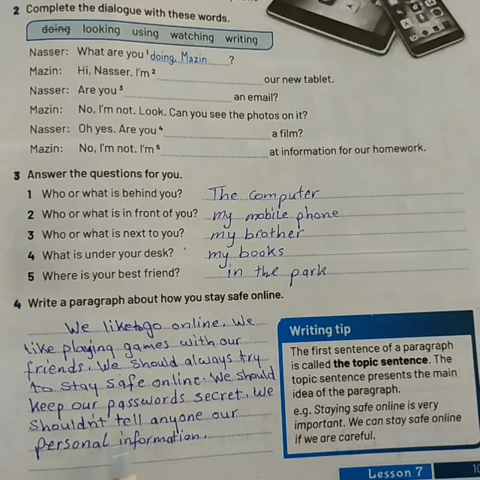 2 Complete the dialogue with these words.
doing looking using watching writing
Nasser: What are you ¹ doing, Mazin ?
Mazin: Hi, Nasser. I'm ² our new tablet.
Nasser: Are you ³ an email?
Mazin: No, I'm not. Look. Can you see the photos on it?
Nasser: Oh yes. Are you ⁴ a film?
Mazin: No, I'm not. I'm ⁵ at information for our homework.
3 Answer the questions for you.
1 Who or what is behind you? The computer
2 Who or what is in front of you? my mobile phone
3 Who or what is next to you? my brother
4 What is under your desk? my books
5 Where is your best friend? in the park
4 Write a paragraph about how you stay safe online.
We like to go online. We
like playing games with our
friends. We should always try
to stay safe online. We should
keep our passwords secret. We
shouldn't tell anyone our
personal information.
Writing tip
The first sentence of a paragraph
is called the topic sentence. The
topic sentence presents the main
idea of the paragraph.
e.g. Staying safe online is very
important. We can stay safe online
if we are careful.
Lesson 7